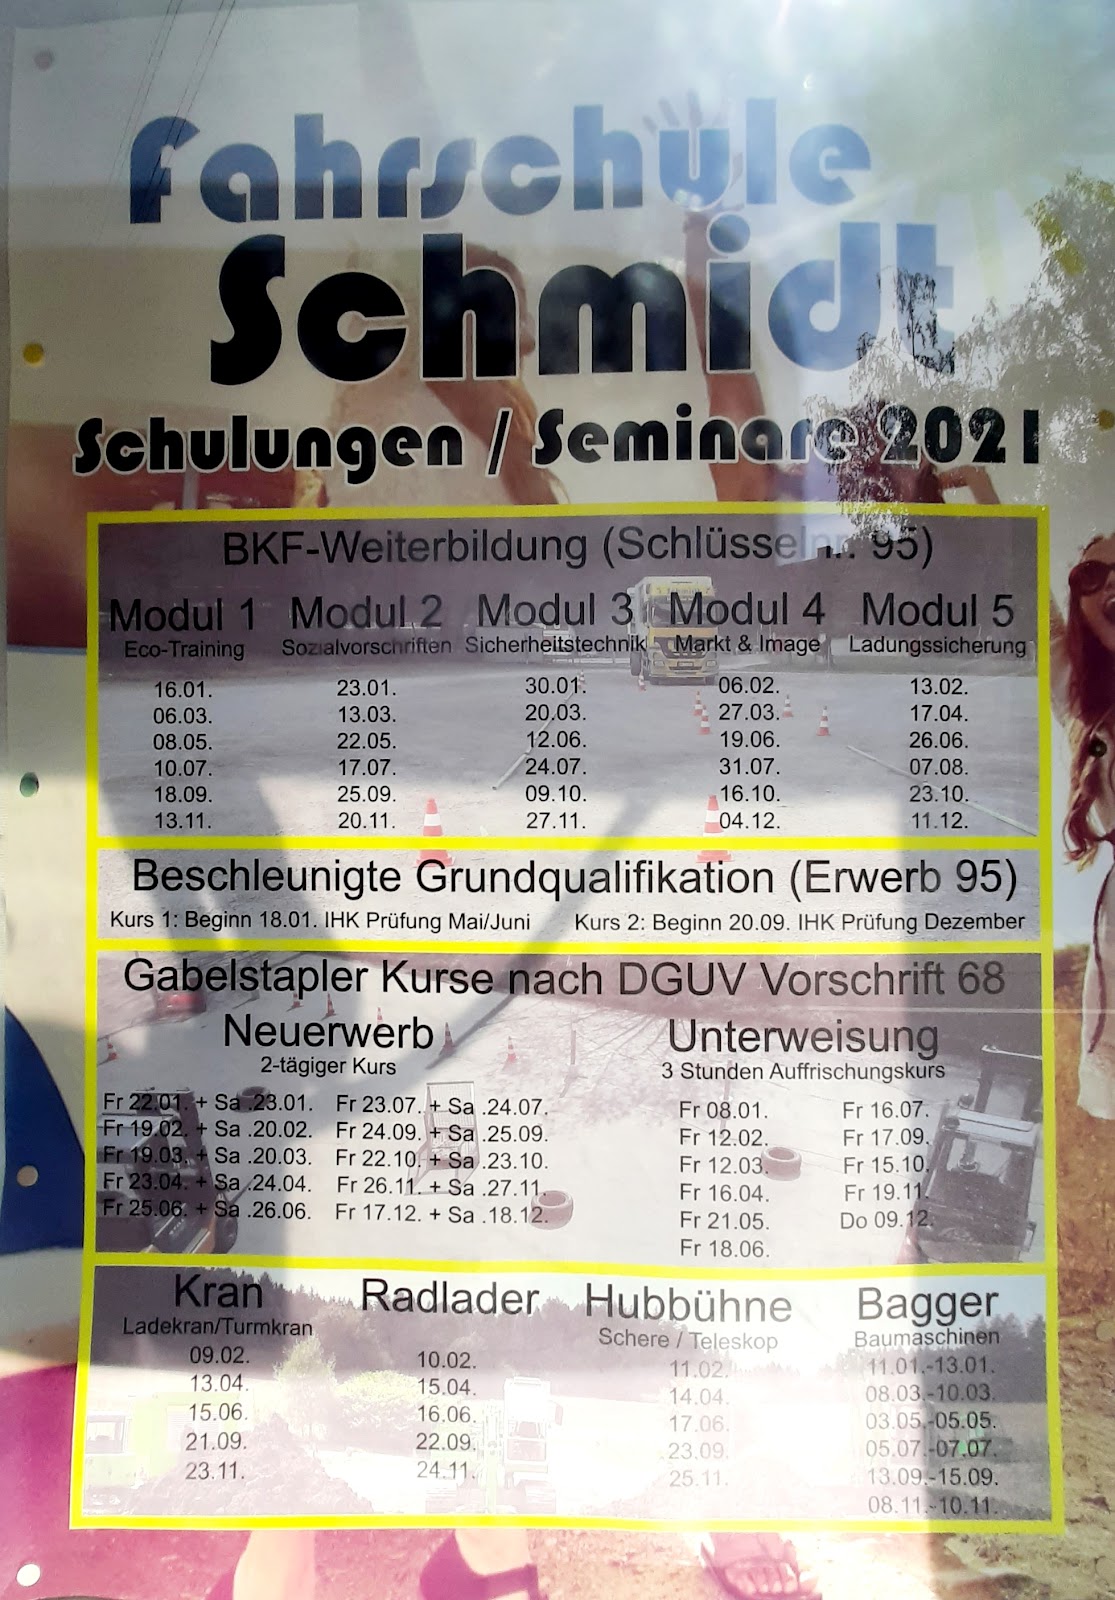 Fahrschule
Schmidt
Schulungen / Seminare 2021
BKF-Weiterbildung (Schlüsselnr. 95)
Modul 1 Modul 2 Modul 3 Modul 4 Modul 5
Eco-Training Sozialvorschriften Sicherheitstechnik Markt & Image Ladungssicherung
16.01. 23.01. 30.01. 06.02. 13.02.
06.03. 13.03. 20.03. 27.03. 17.04.
08.05. 22.05. 12.06. 19.06. 26.06.
10.07. 17.07. 24.07. 31.07. 07.08.
18.09. 25.09. 09.10. 16.10. 23.10.
13.11. 20.11. 27.11. 04.12. 11.12.
Beschleunigte Grundqualifikation (Erwerb 95)
Kurs 1: Beginn 18.01. IHK Prüfung Mai/Juni Kurs 2: Beginn 20.09. IHK Prüfung Dezember
Gabelstapler Kurse nach DGUV Vorschrift 68
Neuerwerb
2-tägiger Kurs
Fr 22.01. + Sa .23.01. Fr 23.07. + Sa .24.07.
Fr 19.02. + Sa .20.02. Fr 24.09. + Sa .25.09.
Fr 19.03. + Sa .20.03. Fr 22.10. + Sa .23.10.
Fr 23.04. + Sa .24.04. Fr 26.11. + Sa .27.11.
Fr 25.06. + Sa .26.06. Fr 17.12. + Sa .18.12.
Unterweisung
3 Stunden Auffrischungskurs
Fr 08.01. Fr 16.07.
Fr 12.02. Fr 17.09.
Fr 12.03. Fr 15.10.
Fr 16.04. Fr 19.11.
Fr 21.05. Do 09.12.
Fr 18.06.
Kran Radlader Hubbühne Bagger
Ladekran/Turmkran Schere / Teleskop Baumaschinen
09.02. 10.02. 11.02. 11.01.-13.01.
13.04. 15.04. 14.04. 08.03.-10.03.
15.06. 16.06. 17.06. 03.05.-05.05.
21.09. 22.09. 23.09. 05.07.-07.07.
23.11. 24.11. 25.11. 13.09.-15.09.
08.11.-10.11.